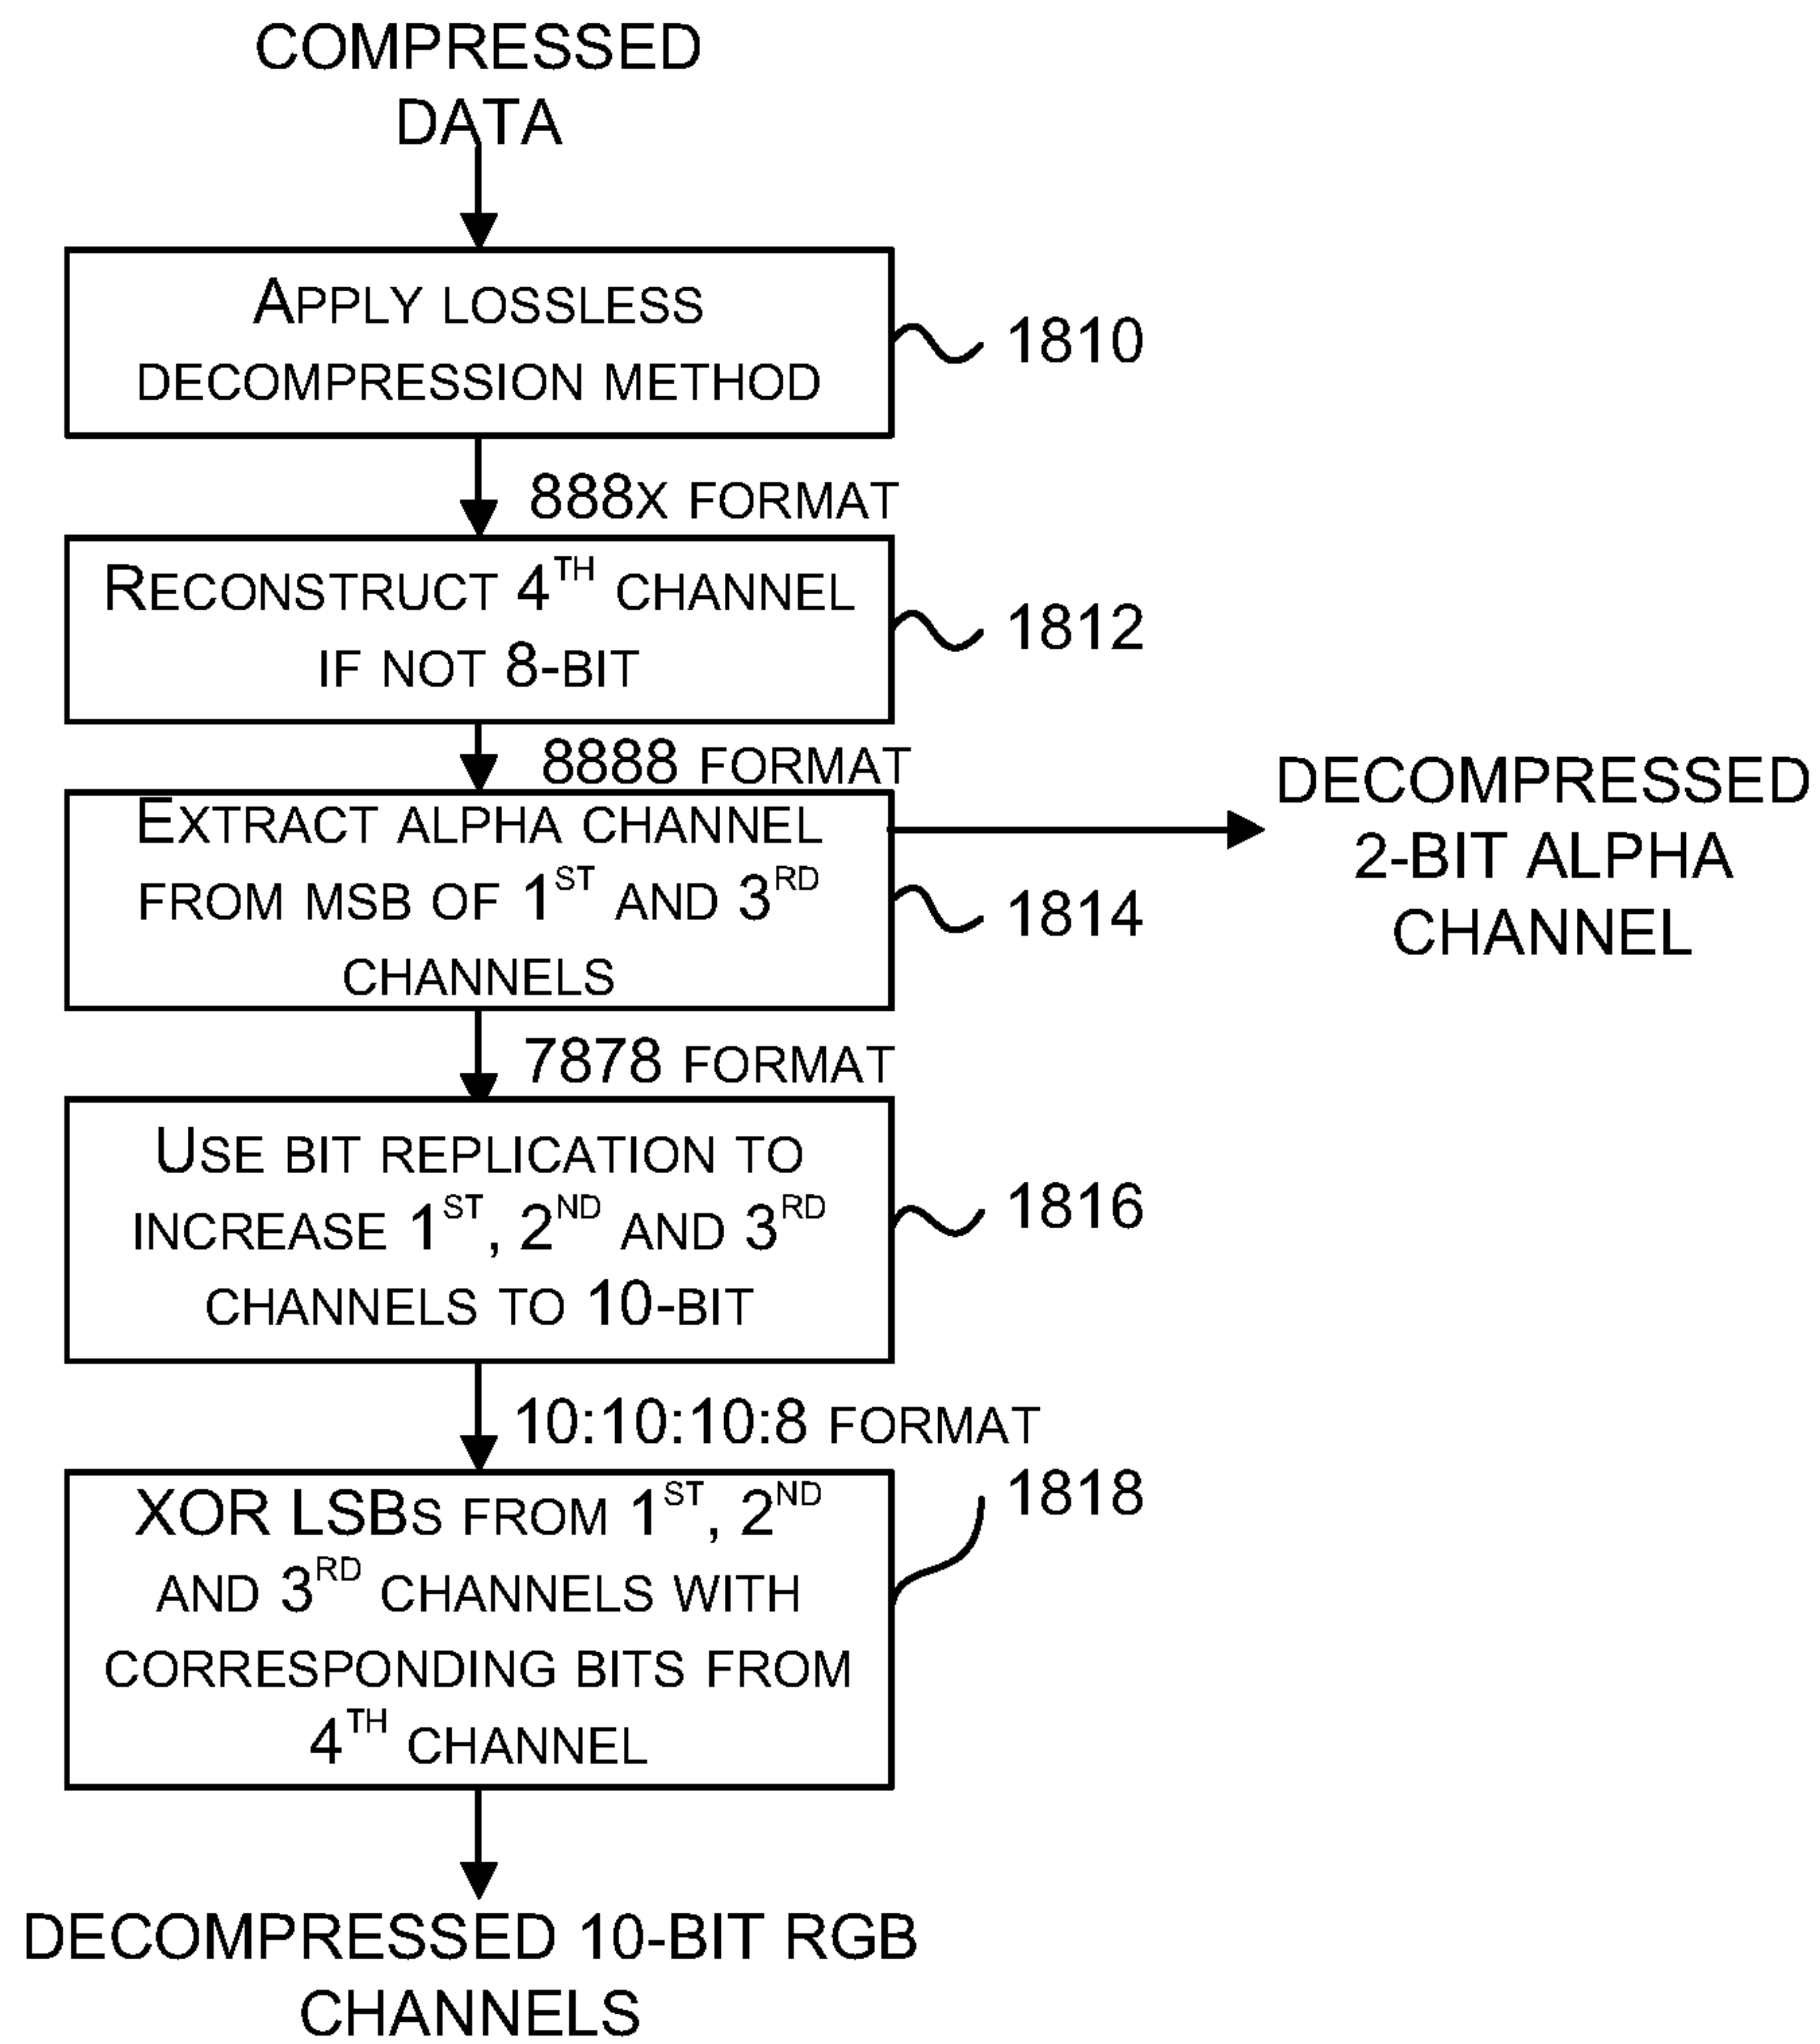 COMPRESSED
DATA
APPLY LOSSLESS
DECOMPRESSION METHOD
1810
888X FORMAT
RECONSTRUCT 4TH CHANNEL
IF NOT 8-BIT
1812
8888 FORMAT
EXTRACT ALPHA CHANNEL
FROM MSB OF 1ST AND 3RD
CHANNELS
1814
DECOMPRESSED
2-BIT ALPHA
CHANNEL
7878 FORMAT
USE BIT REPLICATION TO
INCREASE 1ST, 2ND AND 3RD
CHANNELS TO 10-BIT
1816
10:10:10:8 FORMAT
XOR LSBS FROM 1ST, 2ND
AND 3RD CHANNELS WITH
CORRESPONDING BITS FROM
4TH CHANNEL
1818
DECOMPRESSED 10-BIT RGB
CHANNELS